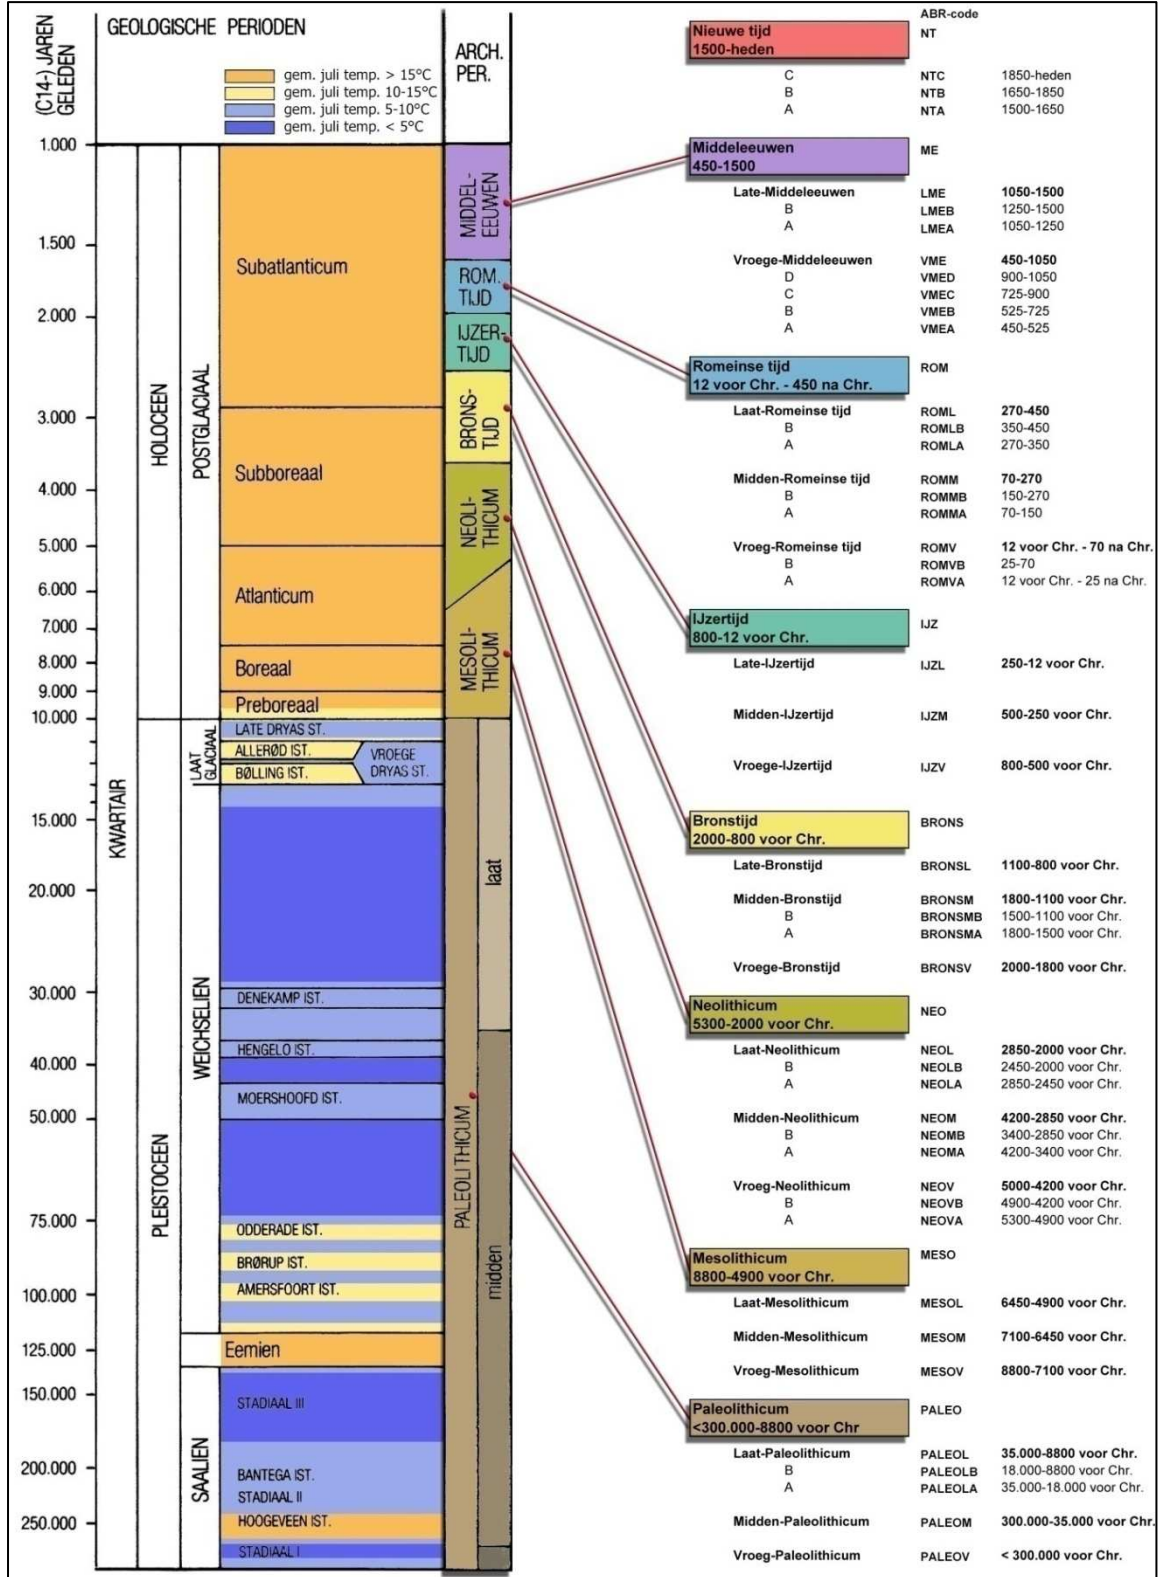 (C14-) JAREN
GELEDEN
GEOLOGISCHE PERIODEN
gem. juli temp. > 15°C
gem. juli temp. 10-15°C
gem. juli temp. 5-10°C
gem. juli temp. < 5°C
ARCH.
PER.
1.000
1.500
2.000
3.000
4.000
5.000
6.000
7.000
8.000
9.000
10.000
15.000
20.000
30.000
40.000
50.000
75.000
100.000
125.000
150.000
200.000
250.000
KWARTAIR
HOLOCEEN
PLEISTOCEEN
POSTGLACIAAL
LAAT
GLACIAAL
WEICHSELIEN
SAALIEN
Subatlanticum
Subboreaal
Atlanticum
Boreaal
Preboreaal
LATE DRYAS ST.
ALLERØD IST.
VROEGE
DRYAS ST.
BØLLING IST.
DENEKAMP IST.
HENGELO IST.
MOERSHOOFD IST.
ODDERADE IST.
BRØRUP IST.
AMERSFOORT IST.
Eemien
STADIAAL III
BANTEGA IST.
STADIAAL II
HOOGEVEEN IST.
STADIAAL I
MIDDEL-
EEUWEN
ROM.
TIJD
IJZER-
TIJD
BRONS-
TIJD
NEOLI-
THICUM
MESOLI-
THICUM
PALEOLITHICUM
laat
midden
ABR-code
Nieuwe tijd NT
1500-heden
C NTC 1850-heden
B NTB 1650-1850
A NTA 1500-1650
Middeleeuwen ME
450-1500
Late-Middeleeuwen LME 1050-1500
B LMEB 1250-1500
A LMEA 1050-1250
Vroege-Middeleeuwen VME 450-1050
D VMED 900-1050
C VMEC 725-900
B VMEB 525-725
A VMEA 450-525
Romeinse tijd ROM
12 voor Chr. - 450 na Chr.
Laat-Romeinse tijd ROML 270-450
B ROMLB 350-450
A ROMLA 270-350
Midden-Romeinse tijd ROMM 70-270
B ROMMB 150-270
A ROMMA 70-150
Vroeg-Romeinse tijd ROMV 12 voor Chr. - 70 na Chr.
B ROMVB 25-70
A ROMVA 12 voor Chr. - 25 na Chr.
IJzertijd IJZ
800-12 voor Chr.
Late-IJzertijd IJZL 250-12 voor Chr.
Midden-IJzertijd IJZM 500-250 voor Chr.
Vroege-IJzertijd IJZV 800-500 voor Chr.
Bronstijd BRONS
2000-800 voor Chr.
Late-Bronstijd BRONSL 1100-800 voor Chr.
Midden-Bronstijd BRONSM 1800-1100 voor Chr.
B BRONSMB 1500-1100 voor Chr.
A BRONSMA 1800-1500 voor Chr.
Vroege-Bronstijd BRONSV 2000-1800 voor Chr.
Neolithicum NEO
5300-2000 voor Chr.
Laat-Neolithicum NEOL 2850-2000 voor Chr.
B NEOLB 2450-2000 voor Chr.
A NEOLA 2850-2450 voor Chr.
Midden-Neolithicum NEOM 4200-2850 voor Chr.
B NEOMB 3400-2850 voor Chr.
A NEOMA 4200-3400 voor Chr.
Vroeg-Neolithicum NEOV 5000-4200 voor Chr.
B NEOVB 4900-4200 voor Chr.
A NEOVA 5300-4900 voor Chr.
Mesolithicum MESO
8800-4900 voor Chr.
Laat-Mesolithicum MESOL 6450-4900 voor Chr.
Midden-Mesolithicum MESOM 7100-6450 voor Chr.
Vroeg-Mesolithicum MESOV 8800-7100 voor Chr.
Paleolithicum PALEO
<300.000-8800 voor Chr
Laat-Paleolithicum PALEOL 35.000-8800 voor Chr.
B PALEOLB 18.000-8800 voor Chr.
A PALEOLA 35.000-18.000 voor Chr.
Midden-Paleolithicum PALEOM 300.000-35.000 voor Chr.
Vroeg-Paleolithicum PALEOV < 300.000 voor Chr.